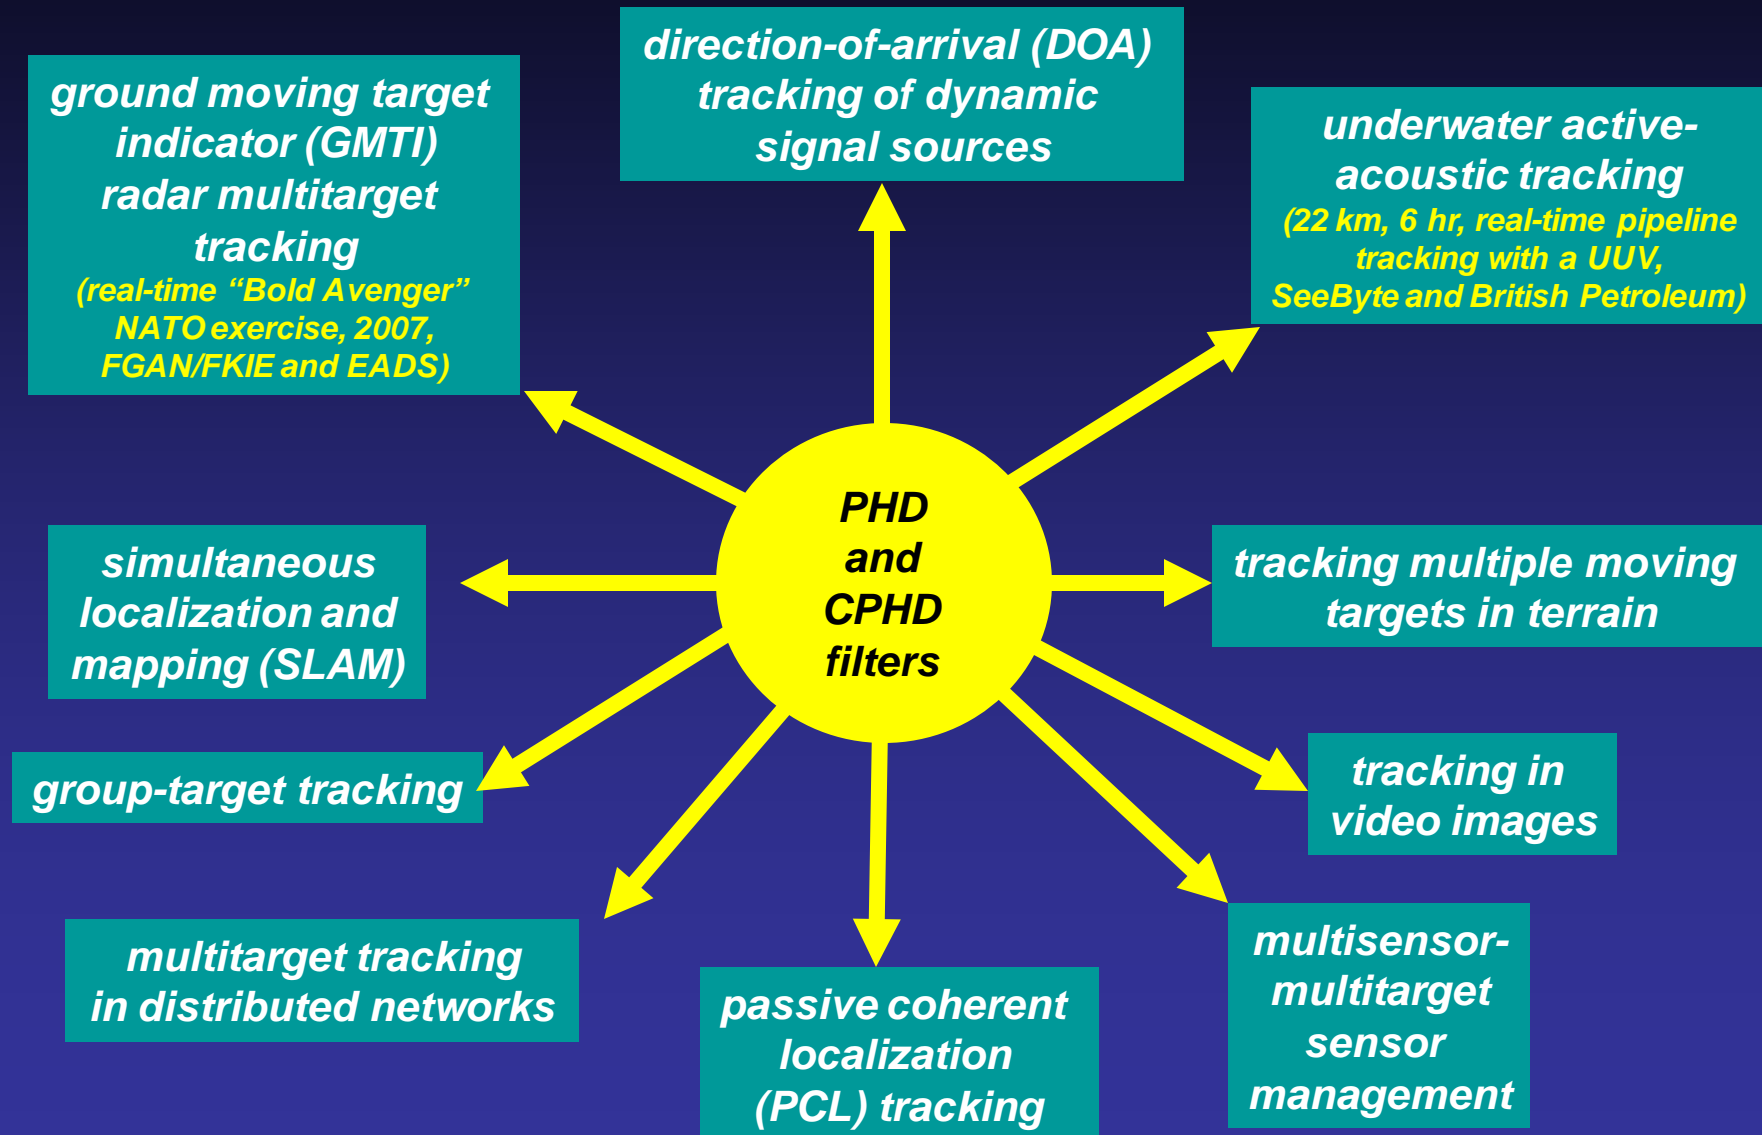 direction-of-arrival (DOA)
tracking of dynamic
signal sources
ground moving target
indicator (GMTI)
radar multitarget
tracking
(real-time “Bold Avenger”
NATO exercise, 2007,
FGAN/FKIE and EADS)
underwater active-
acoustic tracking
(22 km, 6 hr, real-time pipeline
tracking with a UUV,
SeeByte and British Petroleum)
PHD
and
CPHD
filters
simultaneous
localization and
mapping (SLAM)
tracking multiple moving
targets in terrain
group-target tracking
tracking in
video images
multitarget tracking
in distributed networks
passive coherent
localization
(PCL) tracking
multisensor-
multitarget
sensor
management